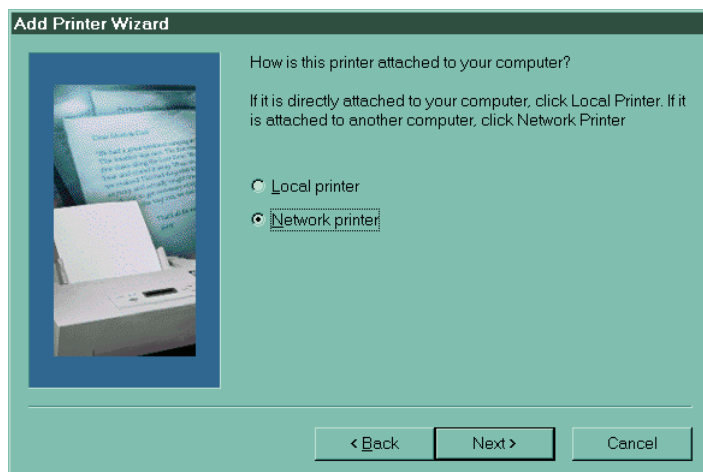 Add Printer Wizard
How is this printer attached to your computer?
If it is directly attached to your computer, click Local Printer. If it
is attached to another computer, click Network Printer
Local printer
Network printer
< Back
Next >
Cancel